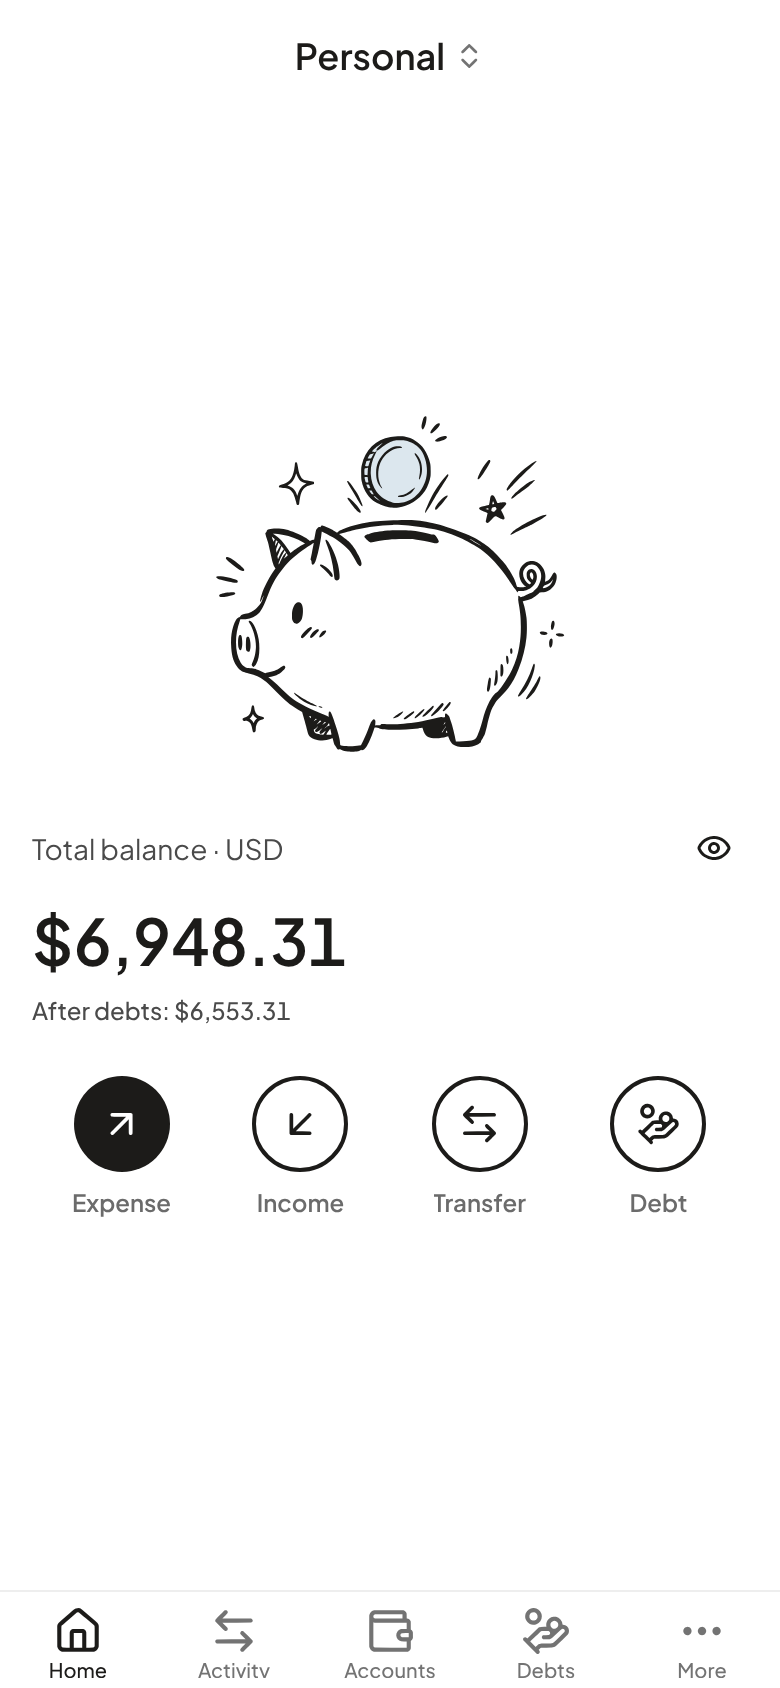 Personal
Total balance · USD
$6,948.31
After debts: $6,553.31
Expense
Income
Transfer
Debt
Home
Activity
Accounts
Debts
More